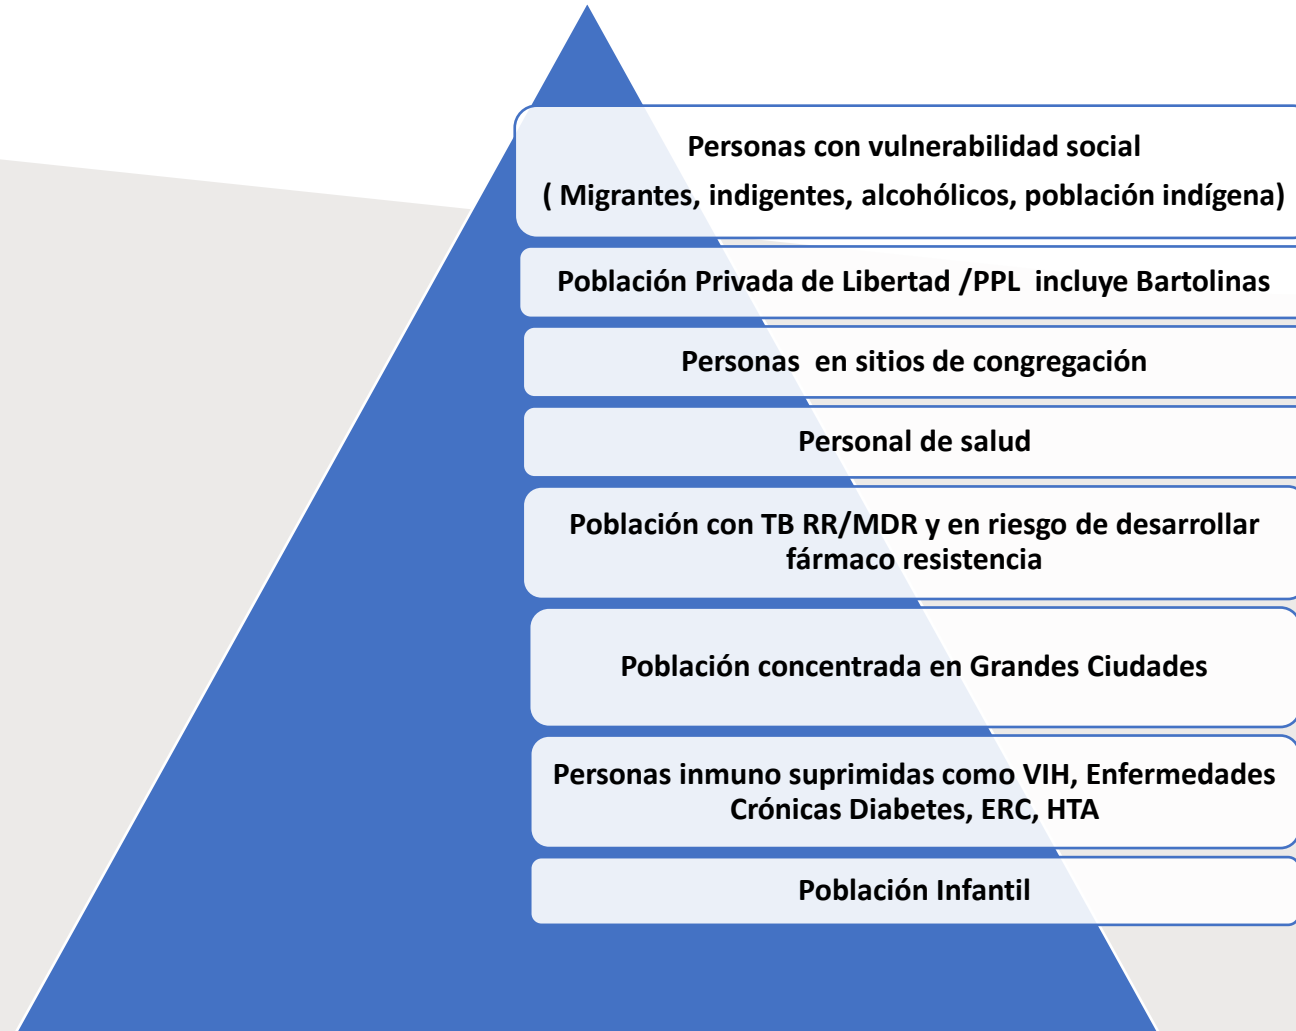 Personas con vulnerabilidad social
( Migrantes, indigentes, alcohólicos, población indígena)
Población Privada de Libertad /PPL  incluye Bartolinas
Personas  en sitios de congregación
Personal de salud
Población con TB RR/MDR y en riesgo de desarrollar
fármaco resistencia
Población concentrada en Grandes Ciudades
Personas inmuno suprimidas como VIH, Enfermedades
Crónicas Diabetes, ERC, HTA
Población Infantil